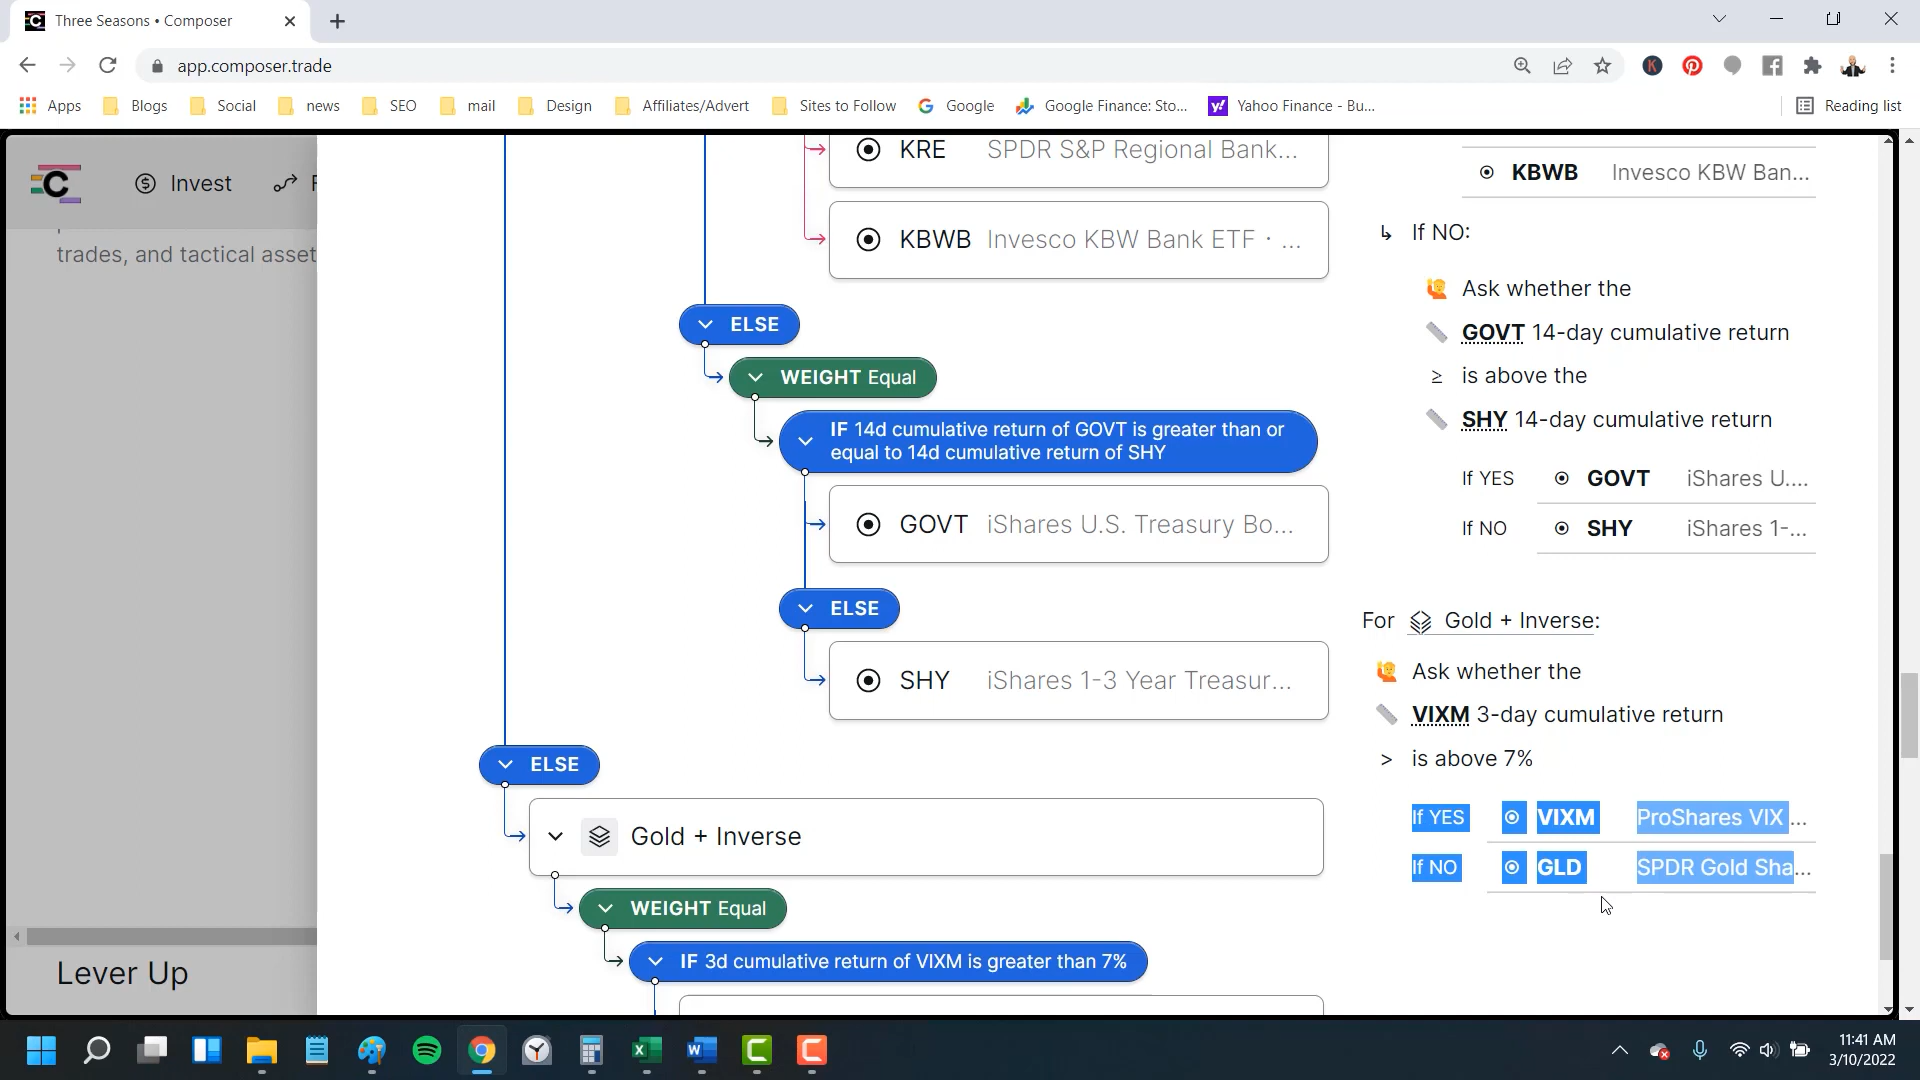 Three Seasons • Composer
app.composer.trade
Apps
Blogs
Social
news
SEO
mail
Design
Affiliates/Advert
Sites to Follow
Google
Google Finance: Sto...
Yahoo Finance - Bu...
Reading list
Invest
trades, and tactical asset
Lever Up
KRE SPDR S&P Regional Bank...
KBWB Invesco KBW Bank ETF · ...
ELSE
WEIGHT Equal
IF 14d cumulative return of GOVT is greater than or
equal to 14d cumulative return of SHY
GOVT iShares U.S. Treasury Bo...
ELSE
SHY iShares 1-3 Year Treasur...
ELSE
Gold + Inverse
WEIGHT Equal
IF 3d cumulative return of VIXM is greater than 7%
KBWB Invesco KBW Ban...
↳ If NO:
Ask whether the
GOVT 14-day cumulative return
≥ is above the
SHY 14-day cumulative return
If YES GOVT iShares U....
If NO SHY iShares 1-...
For Gold + Inverse:
Ask whether the
VIXM 3-day cumulative return
> is above 7%
If YES VIXM ProShares VIX ...
If NO GLD SPDR Gold Sha...
11:41 AM
3/10/2022